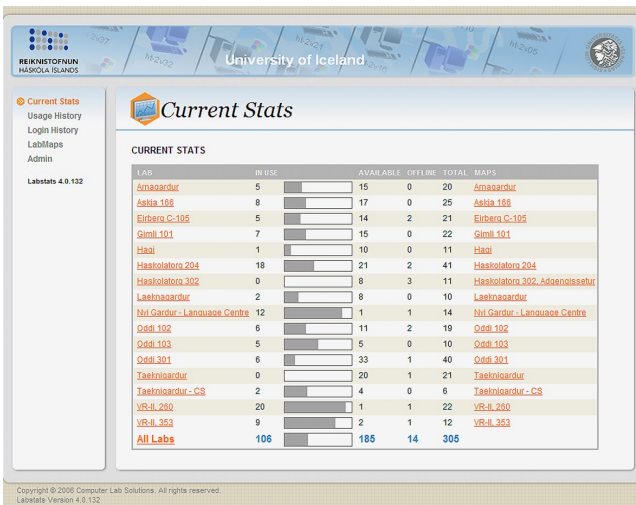 REIKNISTOFNUN
HÁSKÓLA ÍSLANDS
University of Iceland
Current Stats
Usage History
Login History
LabMaps
Admin
Labstats 4.0.132
Current Stats
CURRENT STATS
LAB IN USE AVAILABLE OFFLINE TOTAL MAPS
Arnagardur 5 15 0 20 Arnagardur
Askja 166 8 17 0 25 Askja 166
Eirberg C-105 5 14 2 21 Eirberg C-105
Gimli 101 7 15 0 22 Gimli 101
Hagi 1 10 0 11 Hagi
Haskolatorg 204 18 21 2 41 Haskolatorg 204
Haskolatorg 302 0 8 3 11 Haskolatorg 302, Adgengissetur
Laeknagardur 2 8 0 10 Laeknagardur
Nyi Gardur - Language Centre 12 1 1 14 Nyi Gardur - Language Centre
Oddi 102 6 11 2 19 Oddi 102
Oddi 103 5 5 0 10 Oddi 103
Oddi 301 6 33 1 40 Oddi 301
Taeknigardur 0 20 1 21 Taeknigardur
Taeknigardur - CS 2 4 0 6 Taeknigardur - CS
VR-II, 260 20 1 1 22 VR-II, 260
VR-II, 353 9 2 1 12 VR-II, 353
All Labs 106 185 14 305
Copyright © 2006 Computer Lab Solutions. All rights reserved.
Labstats Version 4.0.132